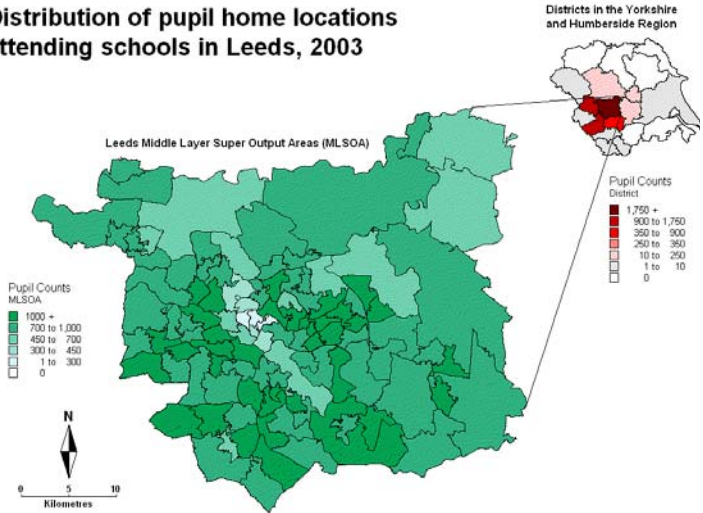 Distribution of pupil home locations
attending schools in Leeds, 2003
Districts in the Yorkshire
and Humberside Region
Leeds Middle Layer Super Output Areas (MLSOA)
Pupil Counts
District
1,750 +
900 to 1,750
350 to 900
250 to 350
10 to 250
1 to 10
0
Pupil Counts
MLSOA
1000 +
700 to 1,000
450 to 700
300 to 450
1 to 300
0
N
0 5 10
Kilometres